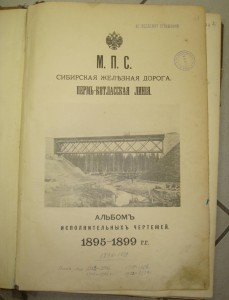 М. П. С.
СИБИРСКАЯ ЖЕЛѢЗНАЯ ДОРОГА.
ПЕРМЬ-КОТЛАССКАЯ ЛИНІЯ.
АЛЬБОМЪ
ИСПОЛНИТЕЛЬНЫХЪ ЧЕРТЕЖЕЙ.
1895-1899 гг.